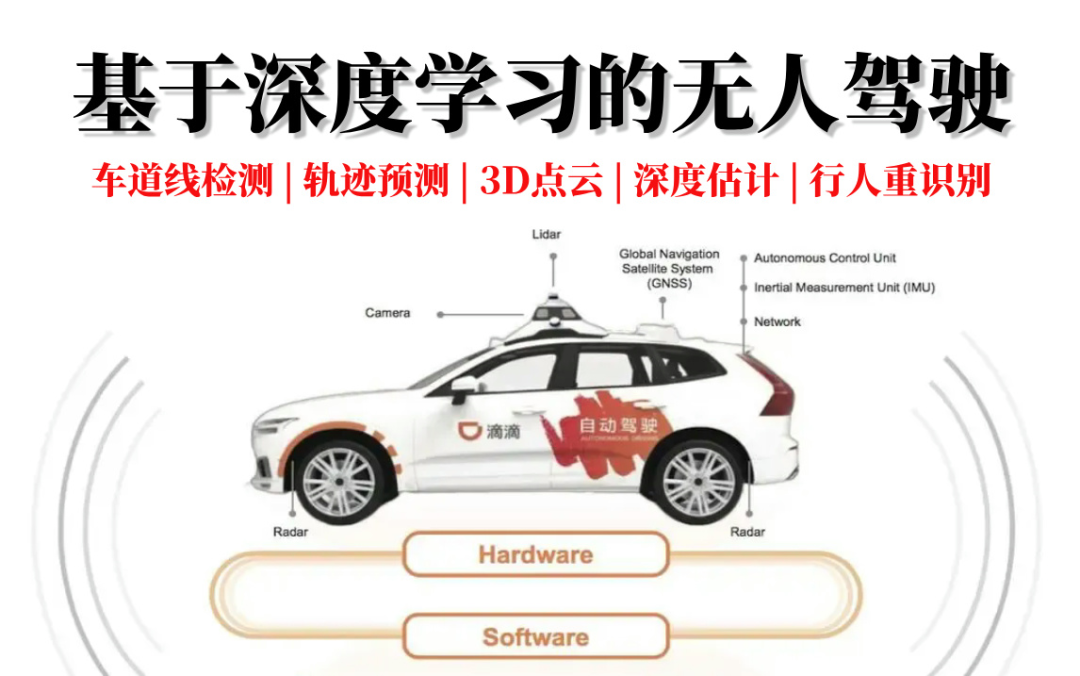 基于深度学习的无人驾驶
车道线检测 | 轨迹预测 | 3D点云 | 深度估计 | 行人重识别
Lidar
Global Navigation
Satellite System
(GNSS)
Autonomous Control Unit
Inertial Measurement Unit (IMU)
Network
Camera
滴滴
自动驾驶
AUTONOMOUS DRIVING
Radar
Radar
Hardware
Software